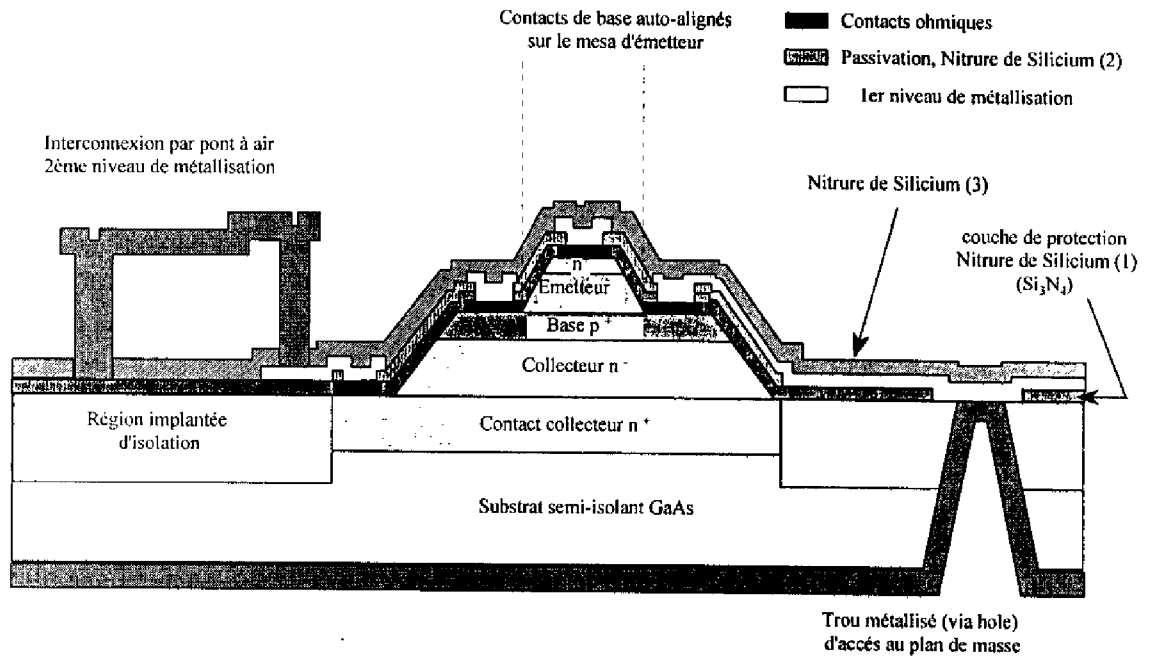 Contacts de base auto-alignés
sur le mesa d'émetteur
Contacts ohmiques
Passivation, Nitrure de Silicium (2)
1er niveau de métallisation
Interconnexion par pont à air
2ème niveau de métallisation
Nitrure de Silicium (3)
couche de protection
Nitrure de Silicium (1)
(Si₃N₄)
n
Emetteur
Base p⁺
Collecteur n⁻
Région implantée
d'isolation
Contact collecteur n⁺
Substrat semi-isolant GaAs
Trou métallisé (via hole)
d'accés au plan de masse